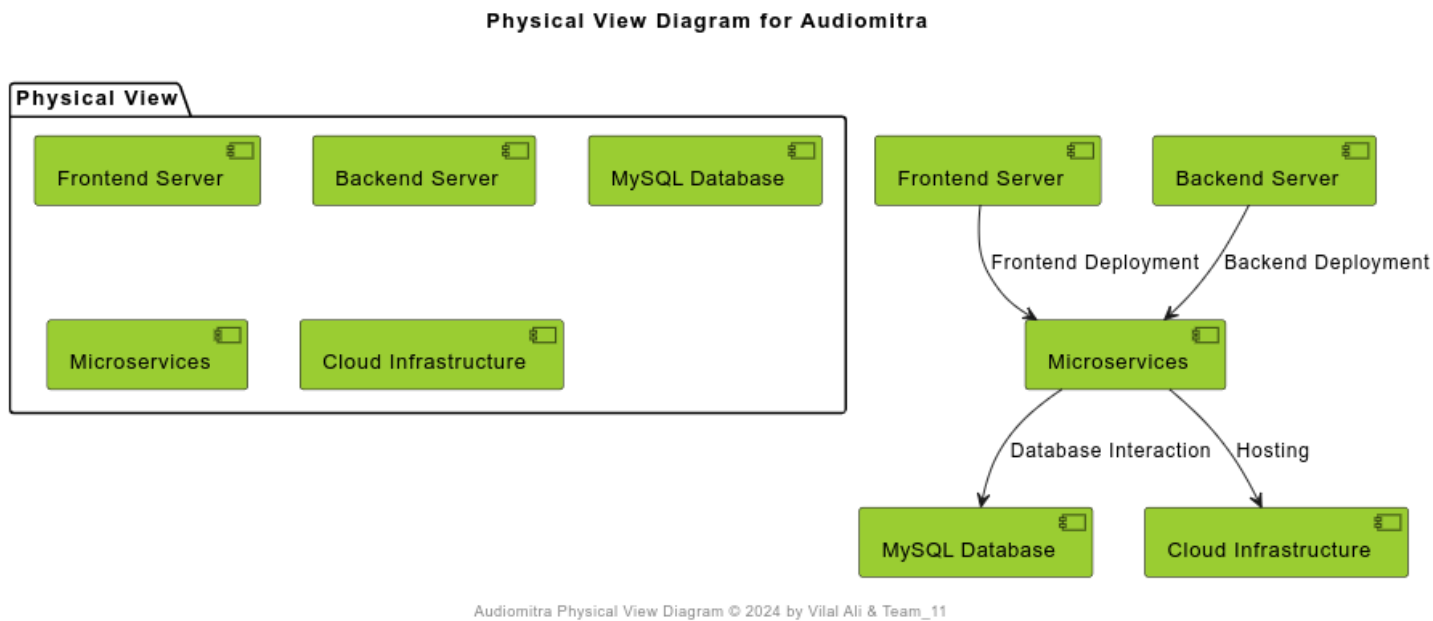 Physical View Diagram for Audiomitra
Physical View
Frontend Server
Backend Server
MySQL Database
Microservices
Cloud Infrastructure
Frontend Server
Backend Server
Frontend Deployment
Backend Deployment
Microservices
Database Interaction
Hosting
MySQL Database
Cloud Infrastructure
Audiomitra Physical View Diagram © 2024 by Vilal Ali & Team_11